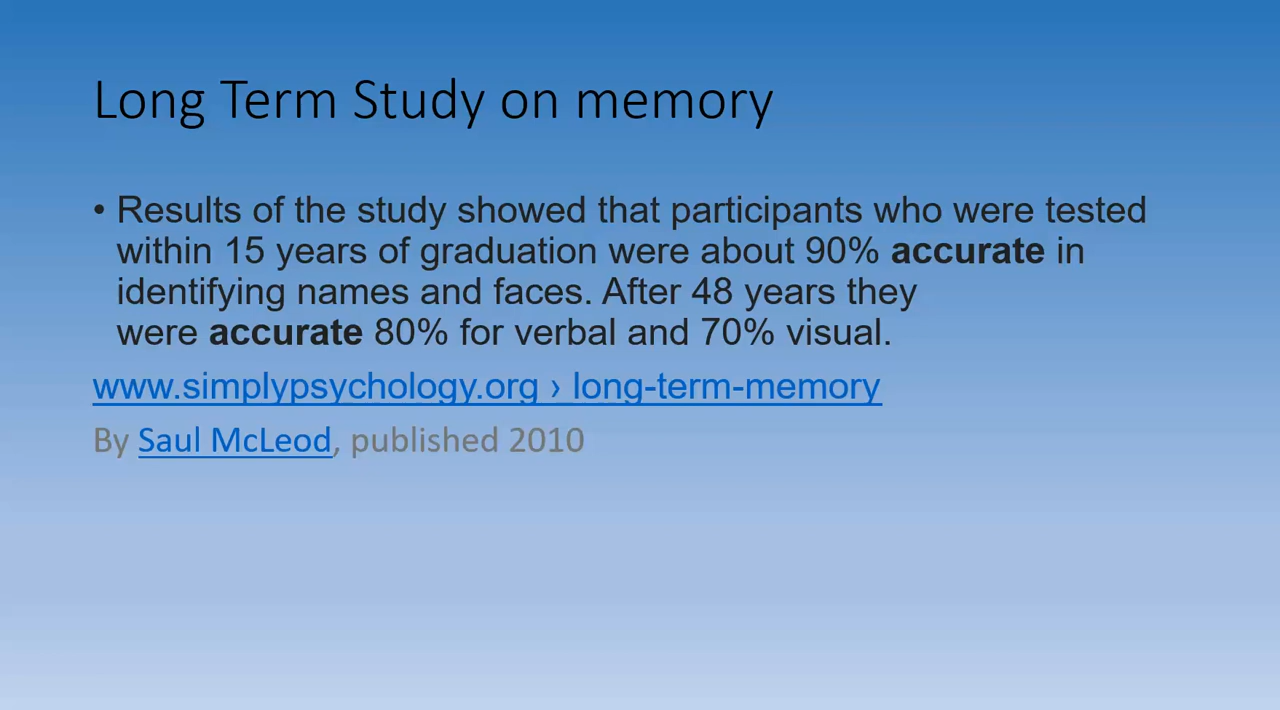 Long Term Study on memory
• Results of the study showed that participants who were tested
within 15 years of graduation were about 90% accurate in
identifying names and faces. After 48 years they
were accurate 80% for verbal and 70% visual.
www.simplypsychology.org › long-term-memory
By Saul McLeod, published 2010